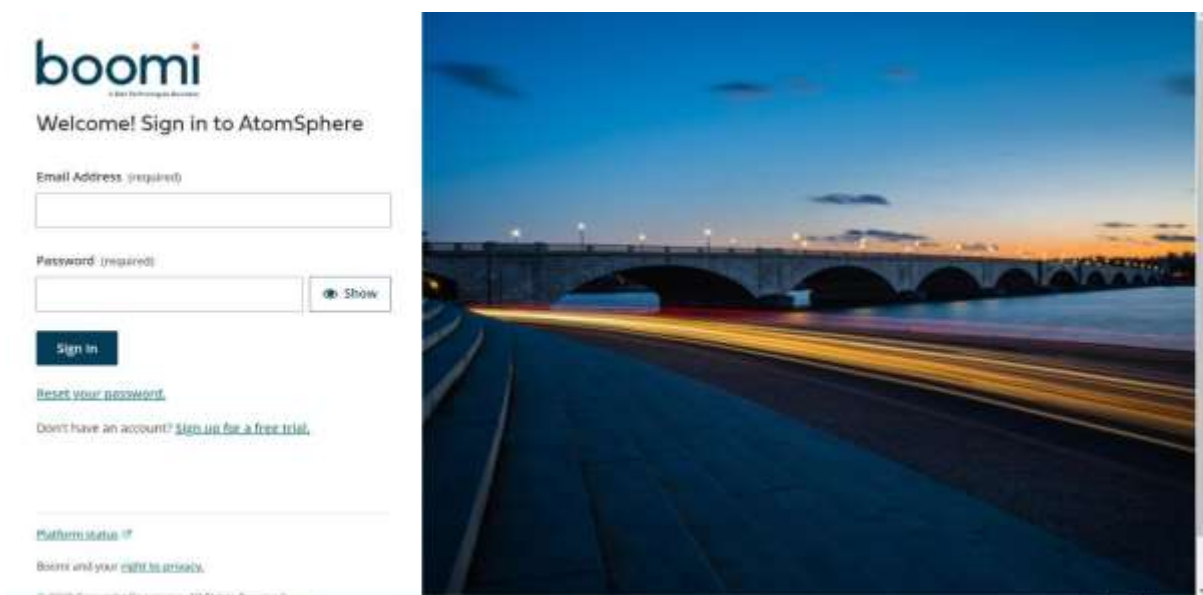 boomi
Welcome! Sign in to AtomSphere
Email Address (required)
Password (required)
Show
Sign In
Reset your password.
Don't have an account? Sign up for a free trial.
Platform status
Boomi and your right to privacy.